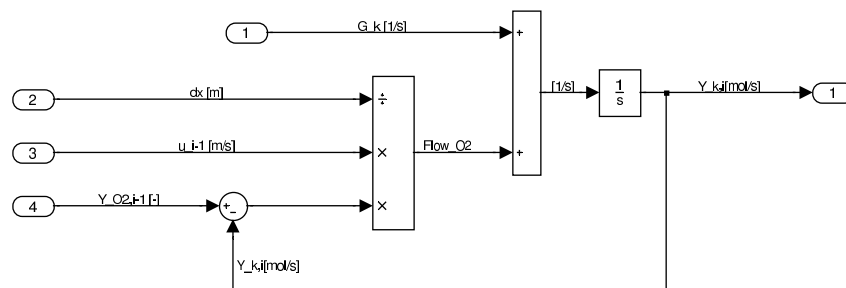 1
G_k [1/s]
+
2
dx [m]
÷
[1/s]
1
s
Y_k,i[mol/s]
1
3
u_i-1 [m/s]
×
Flow_O2
+
4
Y_O2,i-1 [-]
+
-
×
Y_k,i[mol/s]